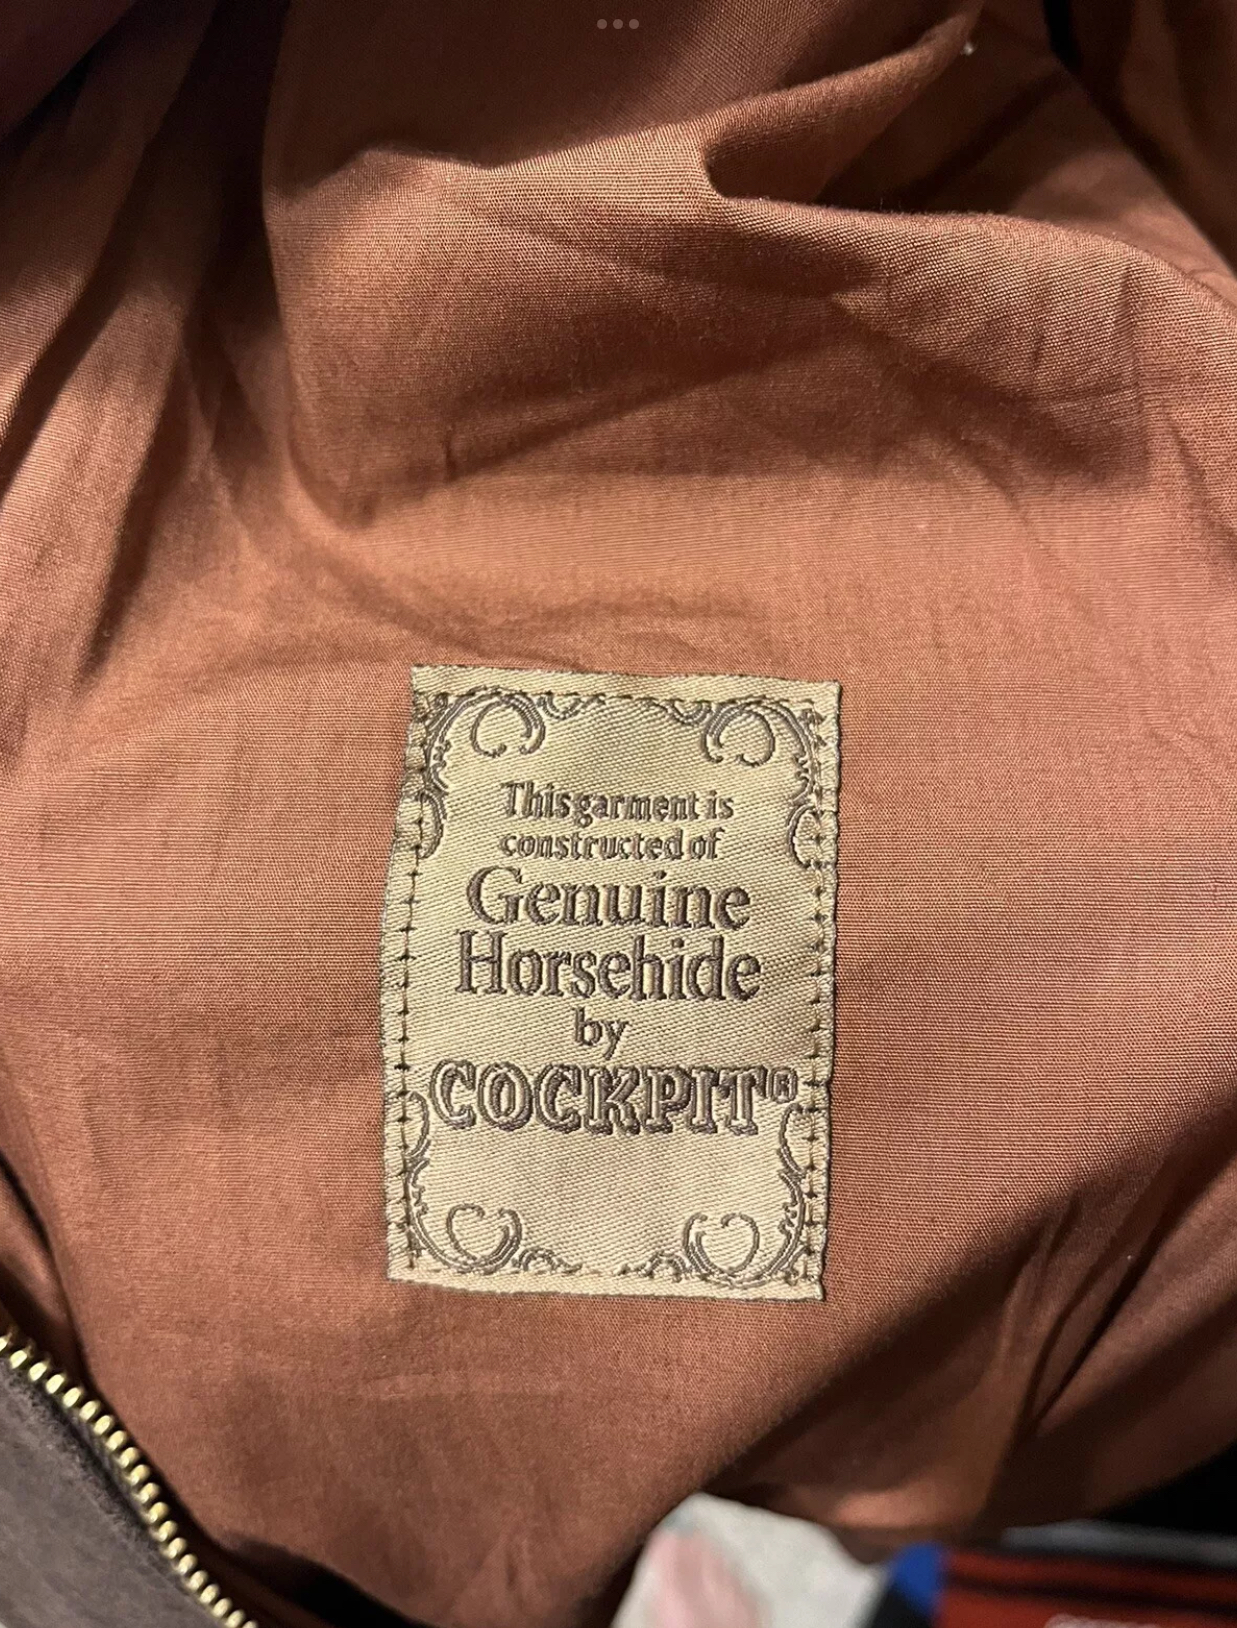 This garment is
constructed of
Genuine
Horsehide
by
COCKPIT®